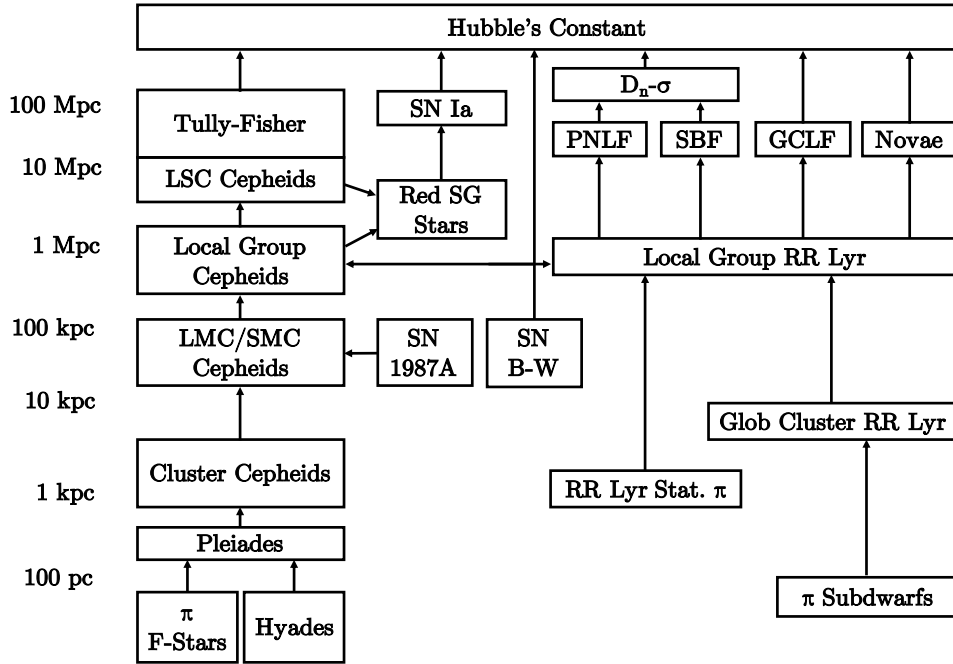 Hubble's Constant
100 Mpc
Tully-Fisher
SN Ia
D_n-σ
PNLF
SBF
GCLF
Novae
10 Mpc
LSC Cepheids
Red SG
Stars
1 Mpc
Local Group
Cepheids
Local Group RR Lyr
100 kpc
LMC/SMC
Cepheids
SN
1987A
SN
B-W
10 kpc
Glob Cluster RR Lyr
Cluster Cepheids
1 kpc
RR Lyr Stat. π
Pleiades
100 pc
π
F-Stars
Hyades
π Subdwarfs